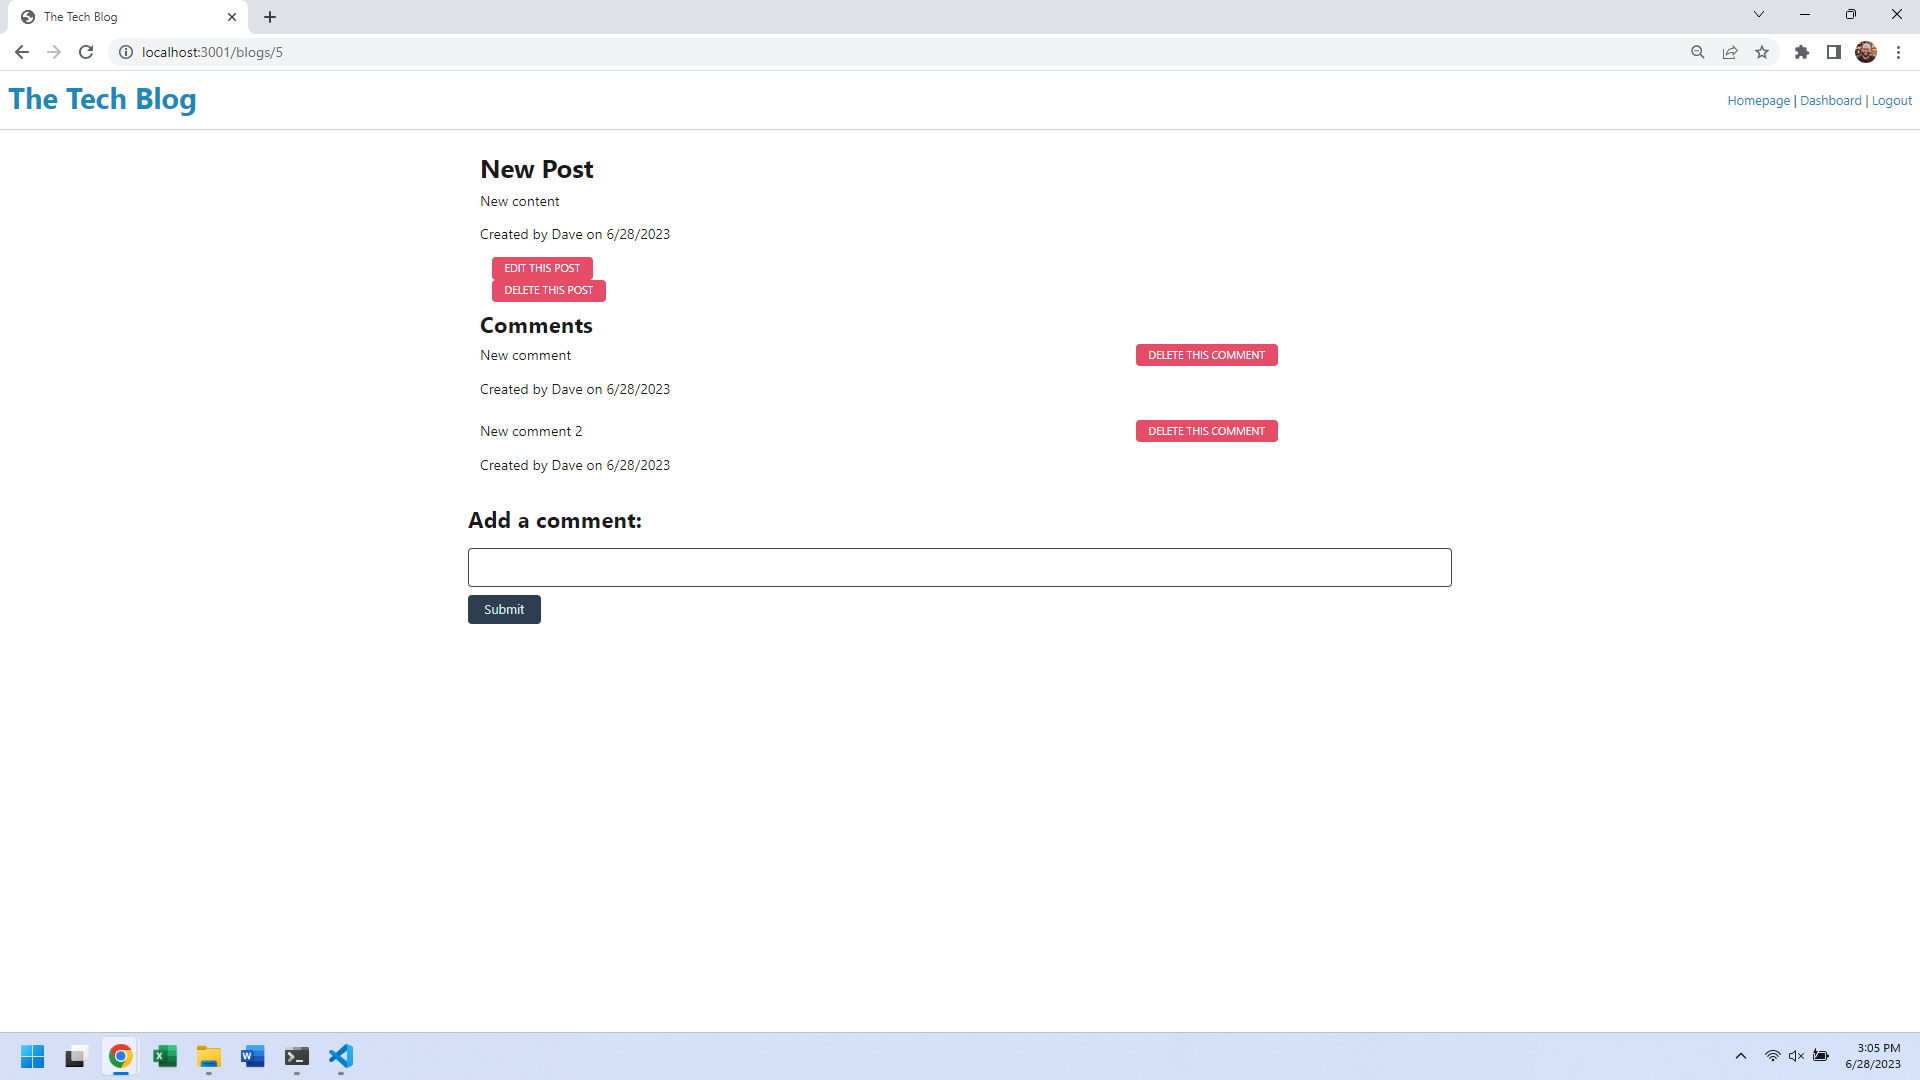 The Tech Blog
localhost:3001/blogs/5
The Tech Blog
Homepage | Dashboard | Logout
New Post
New content
Created by Dave on 6/28/2023
EDIT THIS POST
DELETE THIS POST
Comments
New comment
DELETE THIS COMMENT
Created by Dave on 6/28/2023
New comment 2
DELETE THIS COMMENT
Created by Dave on 6/28/2023
Add a comment:
Submit
3:05 PM
6/28/2023